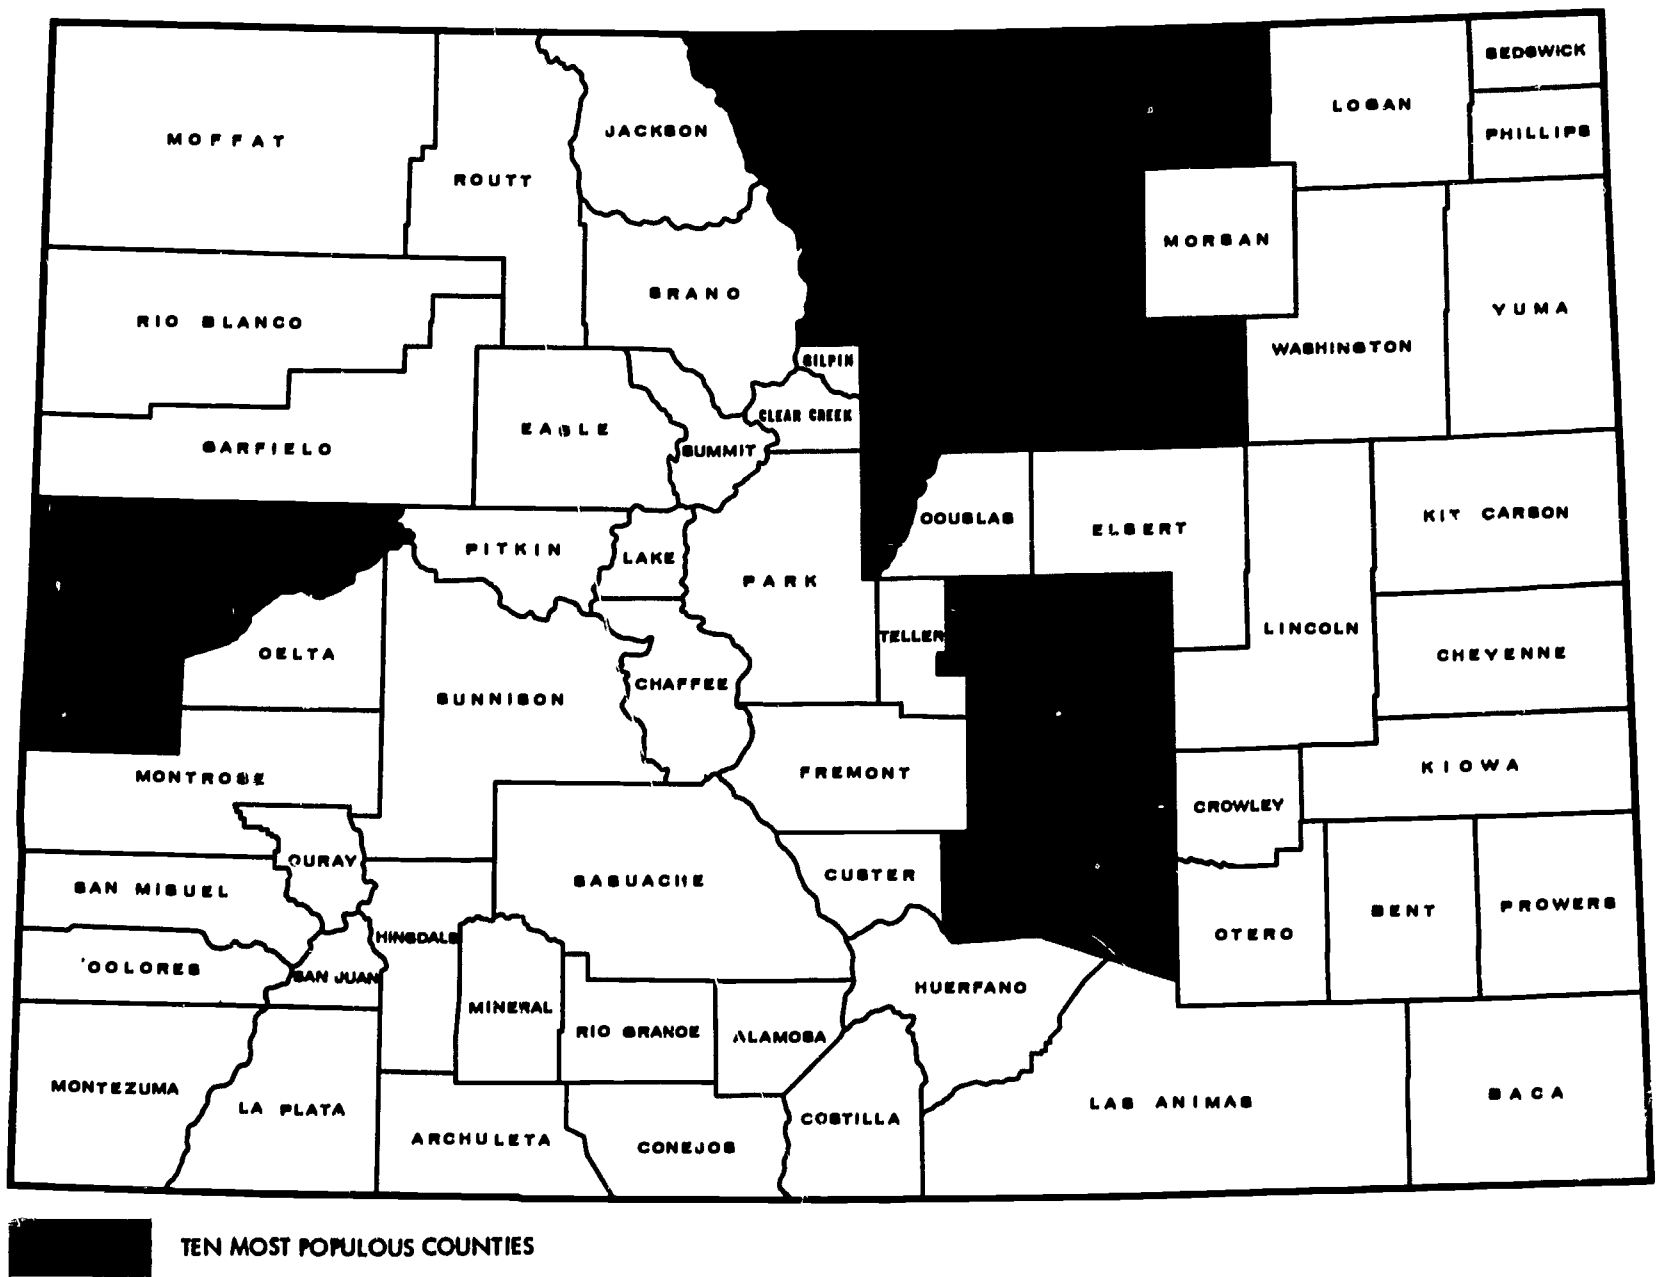 SEDGWICK
LOGAN
PHILLIPS
MOFFAT
JACKSON
ROUTT
MORGAN
GRAND
YUMA
RIO BLANCO
WASHINGTON
GILPIN
CLEAR CREEK
EAGLE
GARFIELD
SUMMIT
KIT CARSON
DOUGLAS
ELBERT
PITKIN
LAKE
PARK
TELLER
LINCOLN
DELTA
CHEYENNE
CHAFFEE
GUNNISON
KIOWA
FREMONT
MONTROSE
CROWLEY
OURAY
CUSTER
SAGUACHE
SAN MIGUEL
PROWERS
BENT
OTERO
HINSDALE
DOLORES
SAN JUAN
HUERFANO
MINERAL
RIO GRANDE
ALAMOSA
MONTEZUMA
BACA
LAS ANIMAS
LA PLATA
COSTILLA
ARCHULETA
CONEJOS
TEN MOST POPULOUS COUNTIES